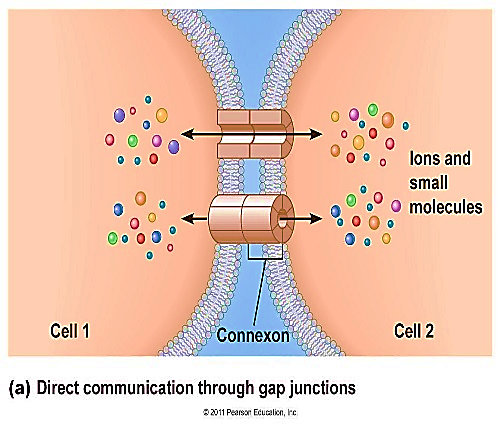 Ions and
small
molecules
Cell 1
Connexon
Cell 2
(a) Direct communication through gap junctions
© 2011 Pearson Education, Inc.